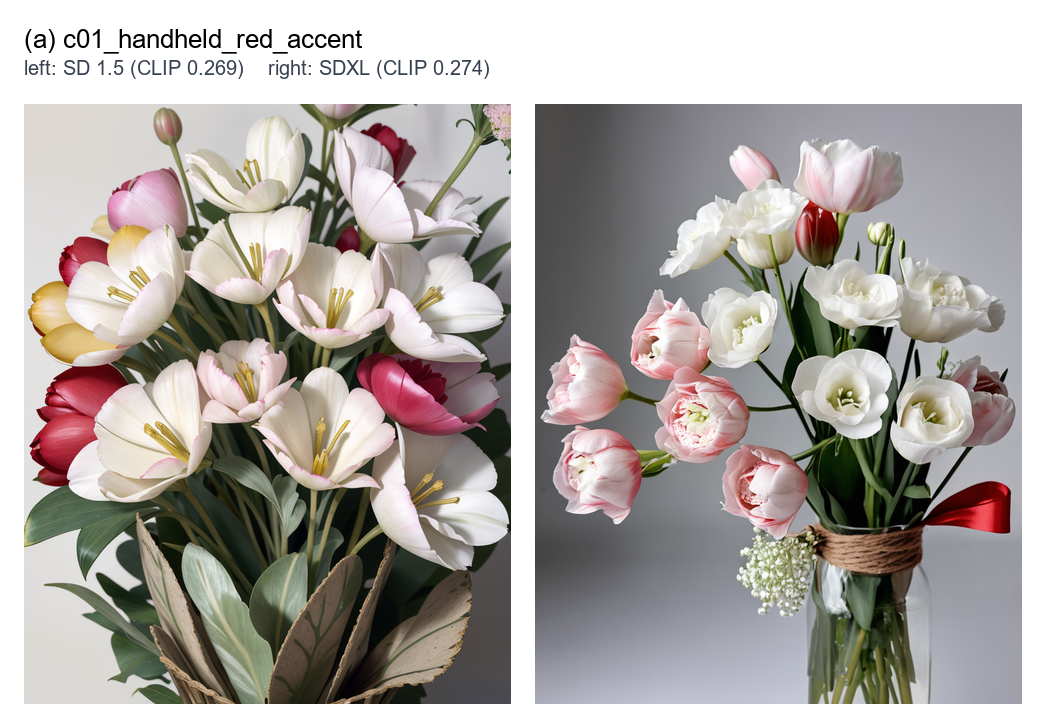 (a) c01_handheld_red_accent
left: SD 1.5 (CLIP 0.269)    right: SDXL (CLIP 0.274)